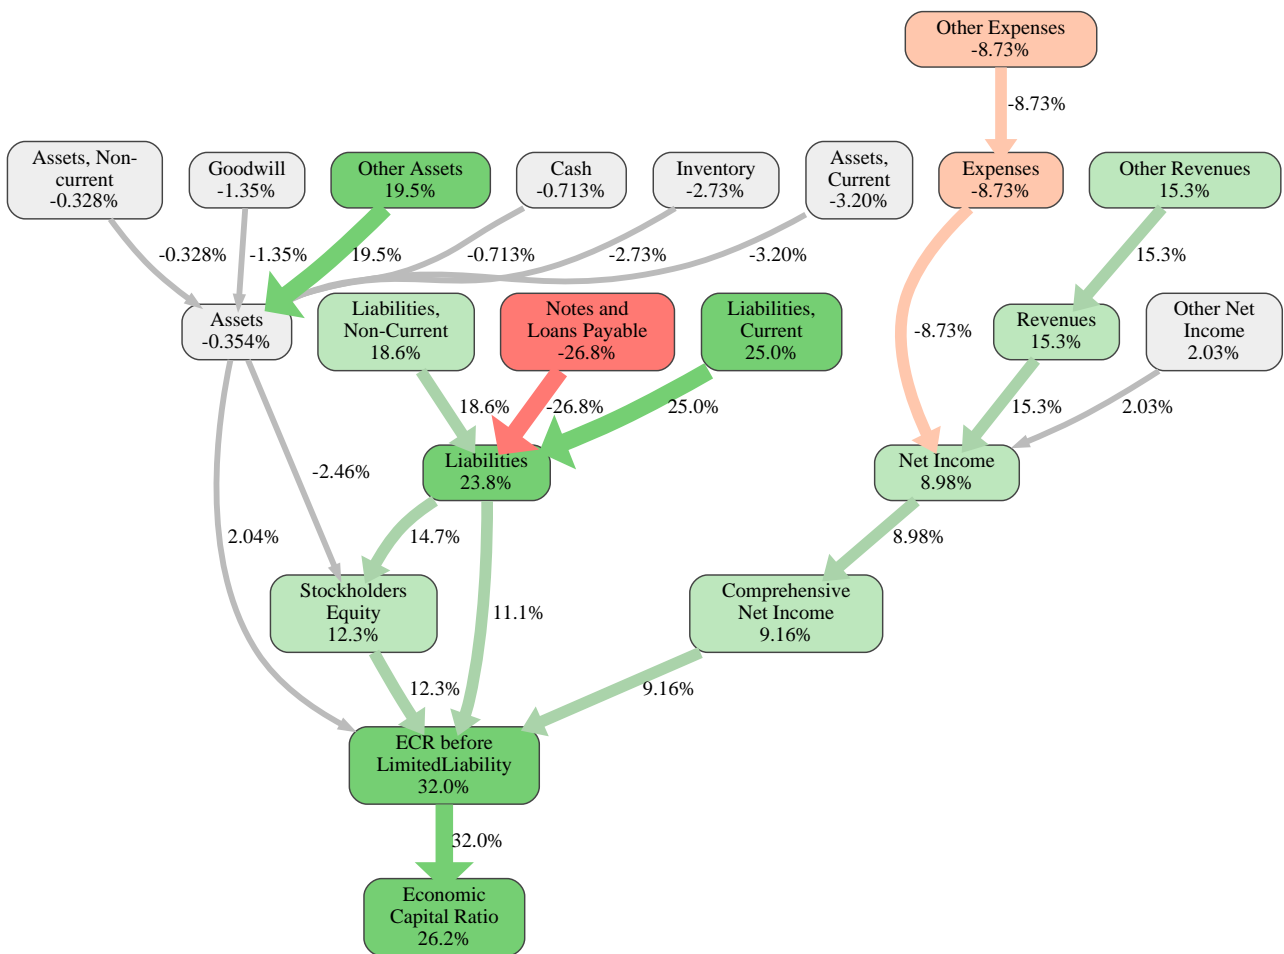 Other Expenses
-8.73%
-8.73%
Assets, Non-
current
-0.328%
Goodwill
-1.35%
Other Assets
19.5%
Cash
-0.713%
Inventory
-2.73%
Assets,
Current
-3.20%
Expenses
-8.73%
Other Revenues
15.3%
-0.328%
-1.35%
19.5%
-0.713%
-2.73%
-3.20%
15.3%
Assets
-0.354%
Liabilities,
Non-Current
18.6%
Notes and
Loans Payable
-26.8%
Liabilities,
Current
25.0%
-8.73%
Revenues
15.3%
Other Net
Income
2.03%
18.6%
-26.8%
25.0%
15.3%
2.03%
Liabilities
23.8%
Net Income
8.98%
-2.46%
2.04%
14.7%
8.98%
Stockholders
Equity
12.3%
11.1%
Comprehensive
Net Income
9.16%
12.3%
9.16%
ECR before
LimitedLiability
32.0%
32.0%
Economic
Capital Ratio
26.2%